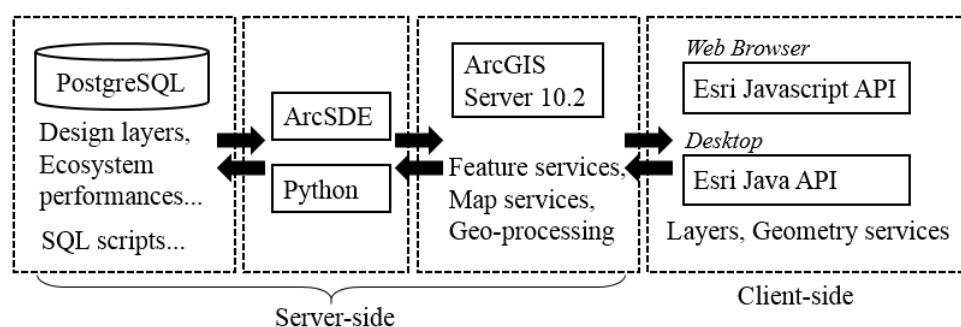 PostgreSQL
Design layers,
Ecosystem
performances...
SQL scripts...
ArcSDE
Python
ArcGIS
Server 10.2
Feature services,
Map services,
Geo-processing
Web Browser
Esri Javascript API
Desktop
Esri Java API
Layers, Geometry services
Server-side
Client-side